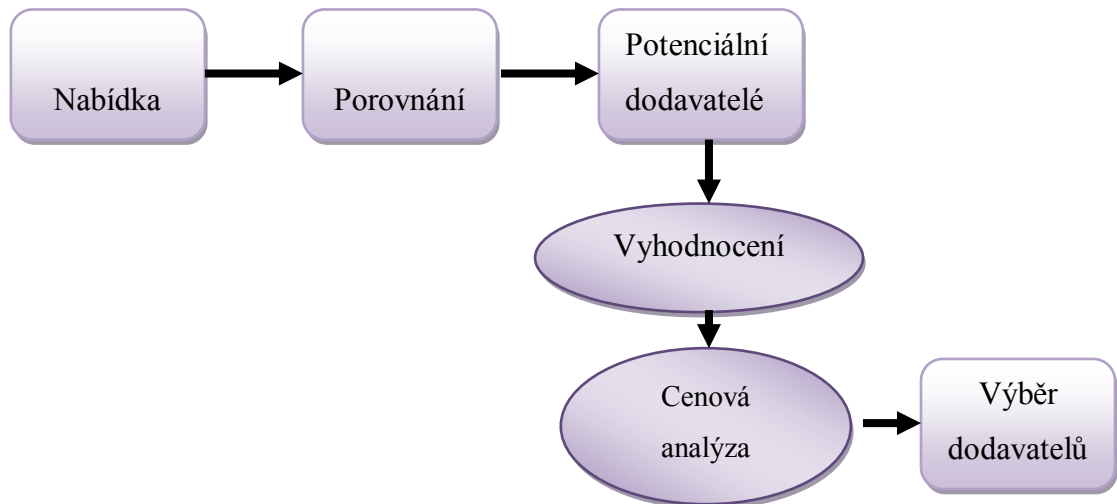 Nabídka
Porovnání
Potenciální
dodavatelé
Vyhodnocení
Cenová
analýza
Výběr
dodavatelů